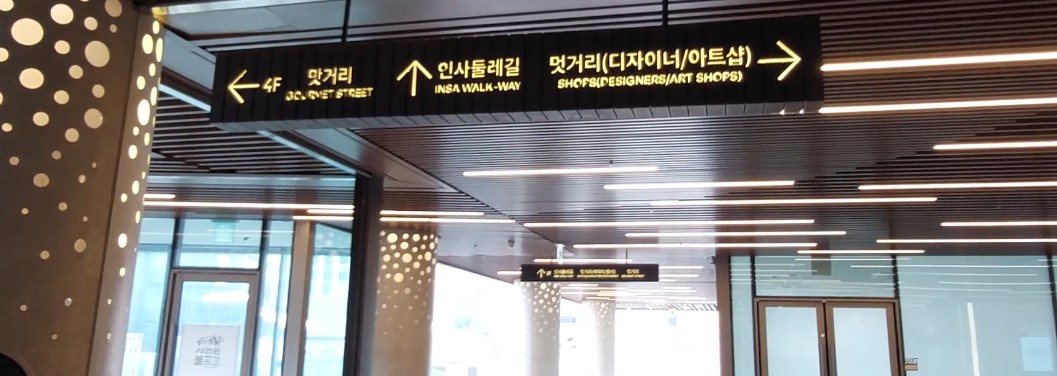 ← 4F 맛거리
GOURMET STREET
↑ 인사둘레길
INSA WALK-WAY
멋거리(디자이너/아트샵) →
SHOPS(DESIGNERS/ART SHOPS)